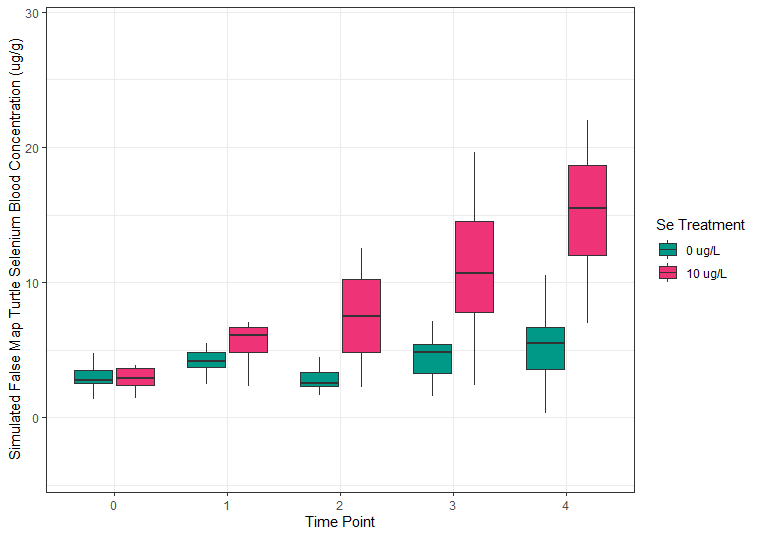 Simulated False Map Turtle Selenium Blood Concentration (ug/g)
30
20
10
0
0 1 2 3 4
Time Point
Se Treatment
0 ug/L
10 ug/L